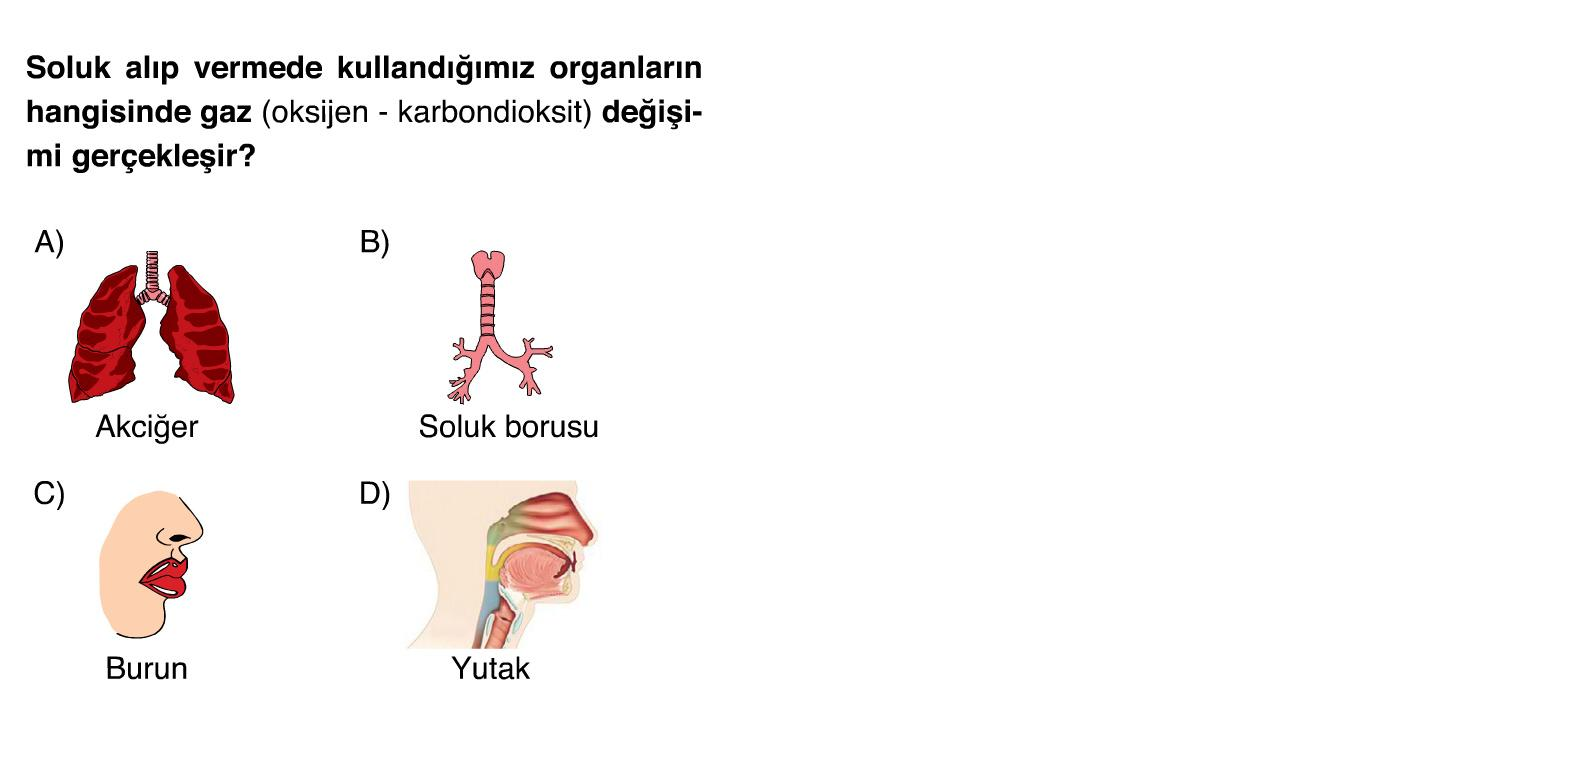 Soluk alıp vermede kullandığımız organların
hangisinde gaz (oksijen - karbondioksit) değişi-
mi gerçekleşir?
A)
B)
Akciğer
Soluk borusu
C)
D)
Burun
Yutak